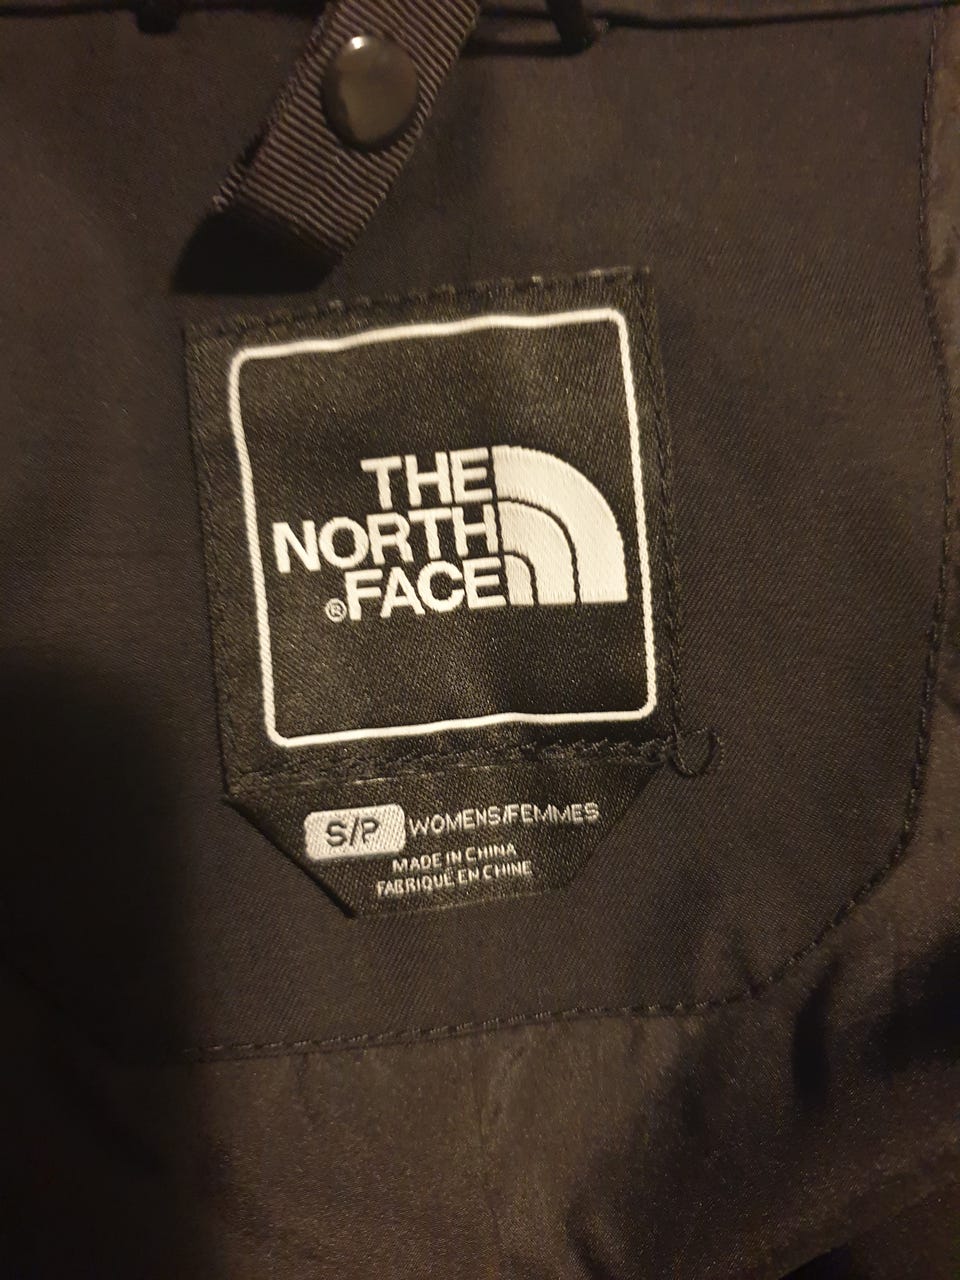 THE
NORTH
®FACE
S/P WOMENS/FEMMES
MADE IN CHINA
FABRIQUE EN CHINE